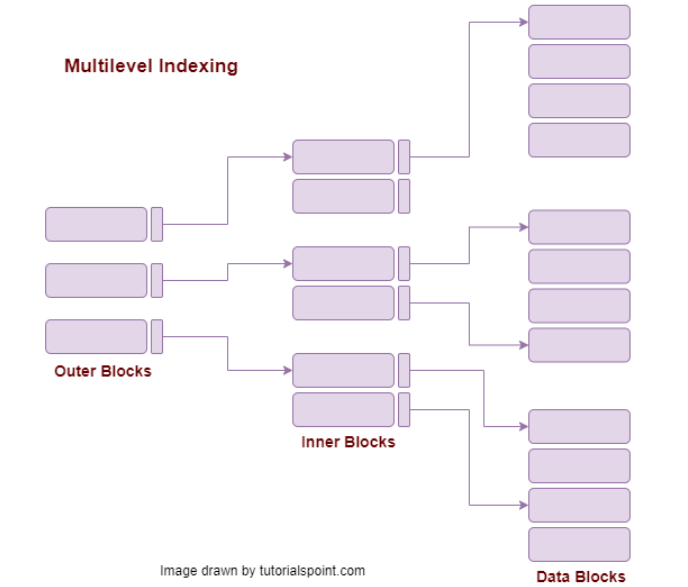 Multilevel Indexing
Outer Blocks
Inner Blocks
Image drawn by tutorialspoint.com
Data Blocks